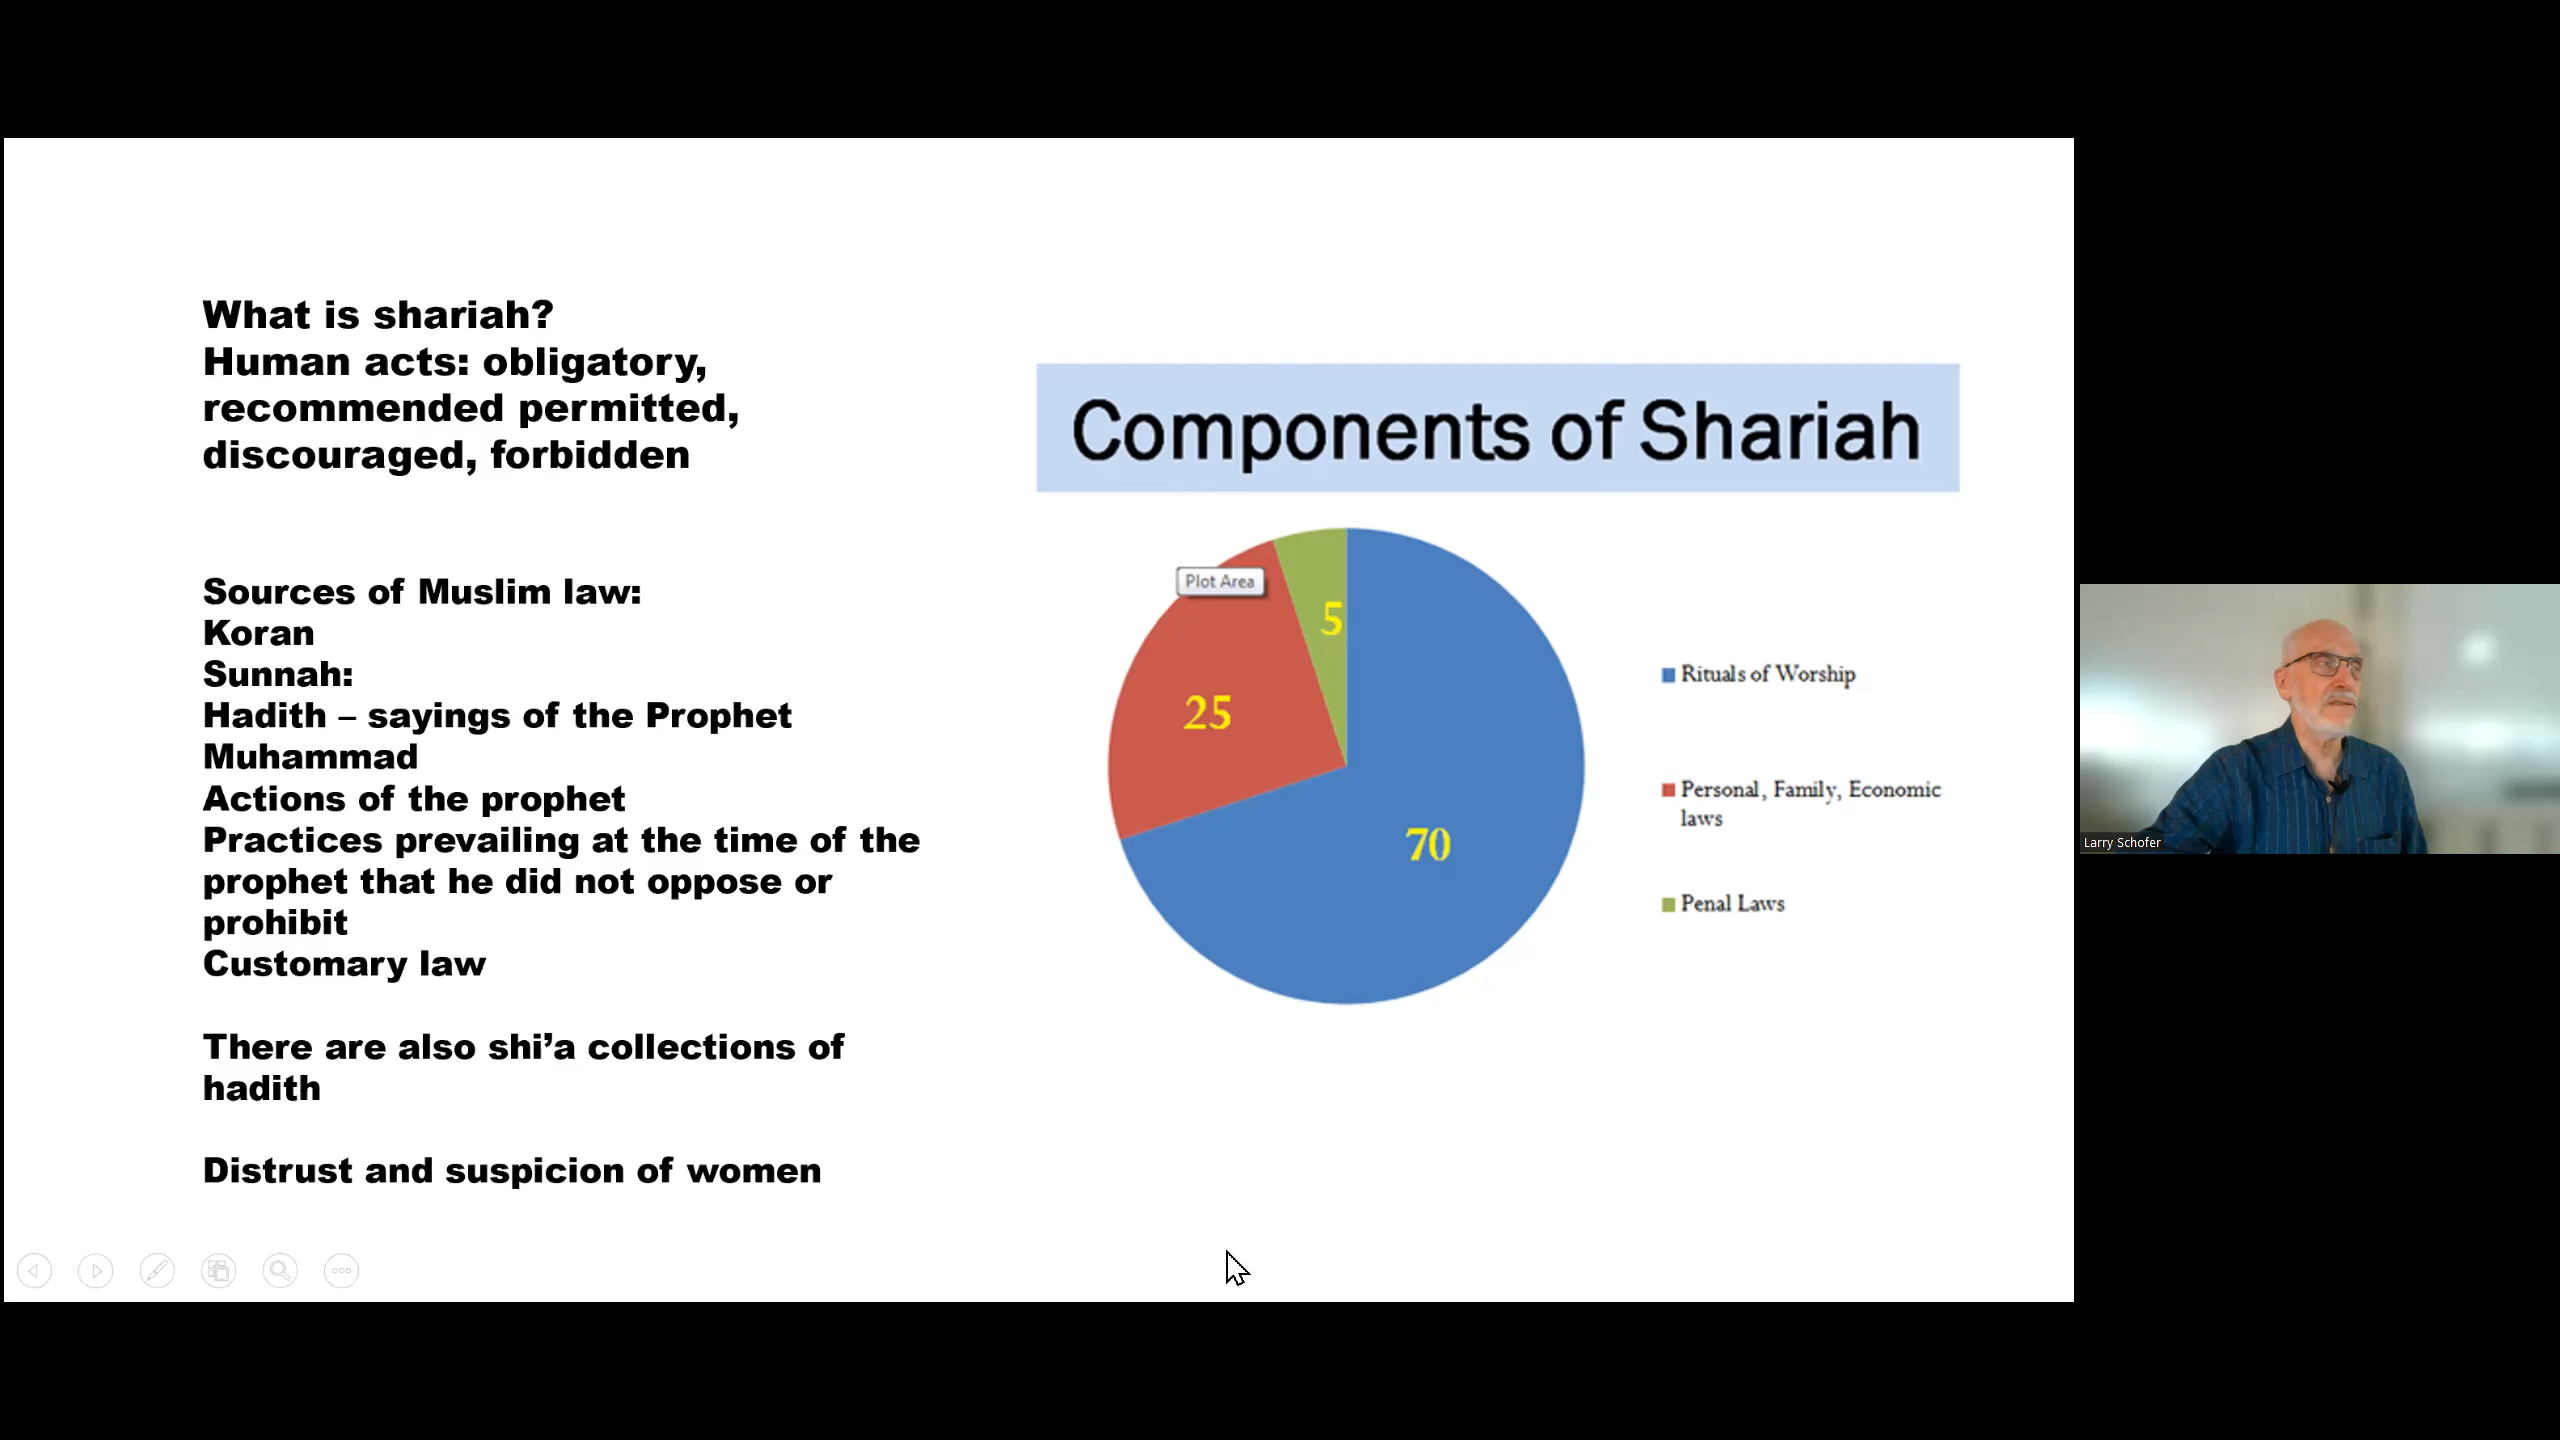 What is shariah?
Human acts: obligatory,
recommended permitted,
discouraged, forbidden
Sources of Muslim law:
Koran
Sunnah:
Hadith – sayings of the Prophet
Muhammad
Actions of the prophet
Practices prevailing at the time of the
prophet that he did not oppose or
prohibit
Customary law
There are also shi’a collections of
hadith
Distrust and suspicion of women
Components of Shariah
Plot Area
5
25
70
Rituals of Worship
Personal, Family, Economic
laws
Penal Laws
Larry Schofer